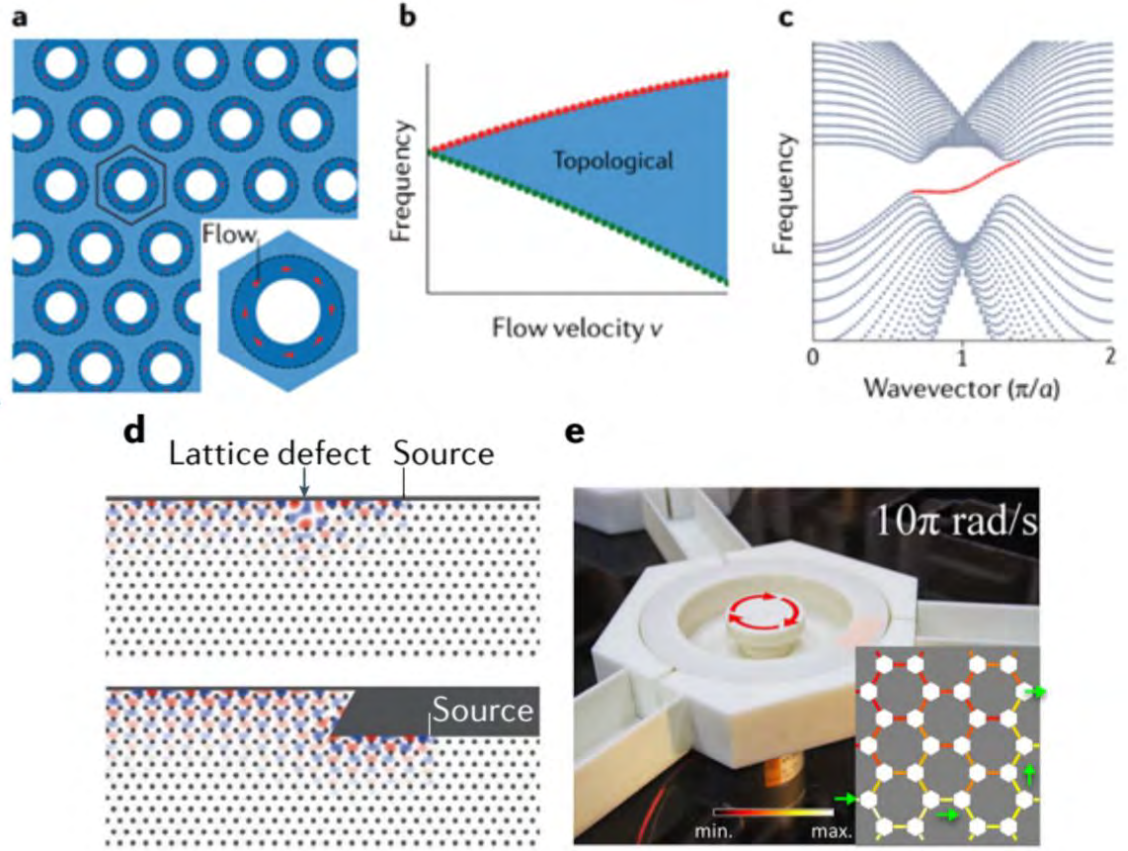 a
Flow
b
Frequency
Topological
Flow velocity v
c
Frequency
0
1
2
Wavevector (π/a)
d
Lattice defect
Source
Source
e
10π rad/s
min.
max.